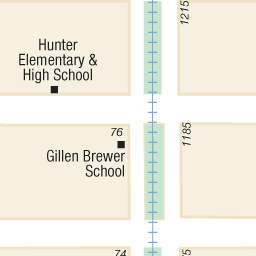 1215
Hunter
Elementary &
High School
76
1185
Gillen Brewer
School
74